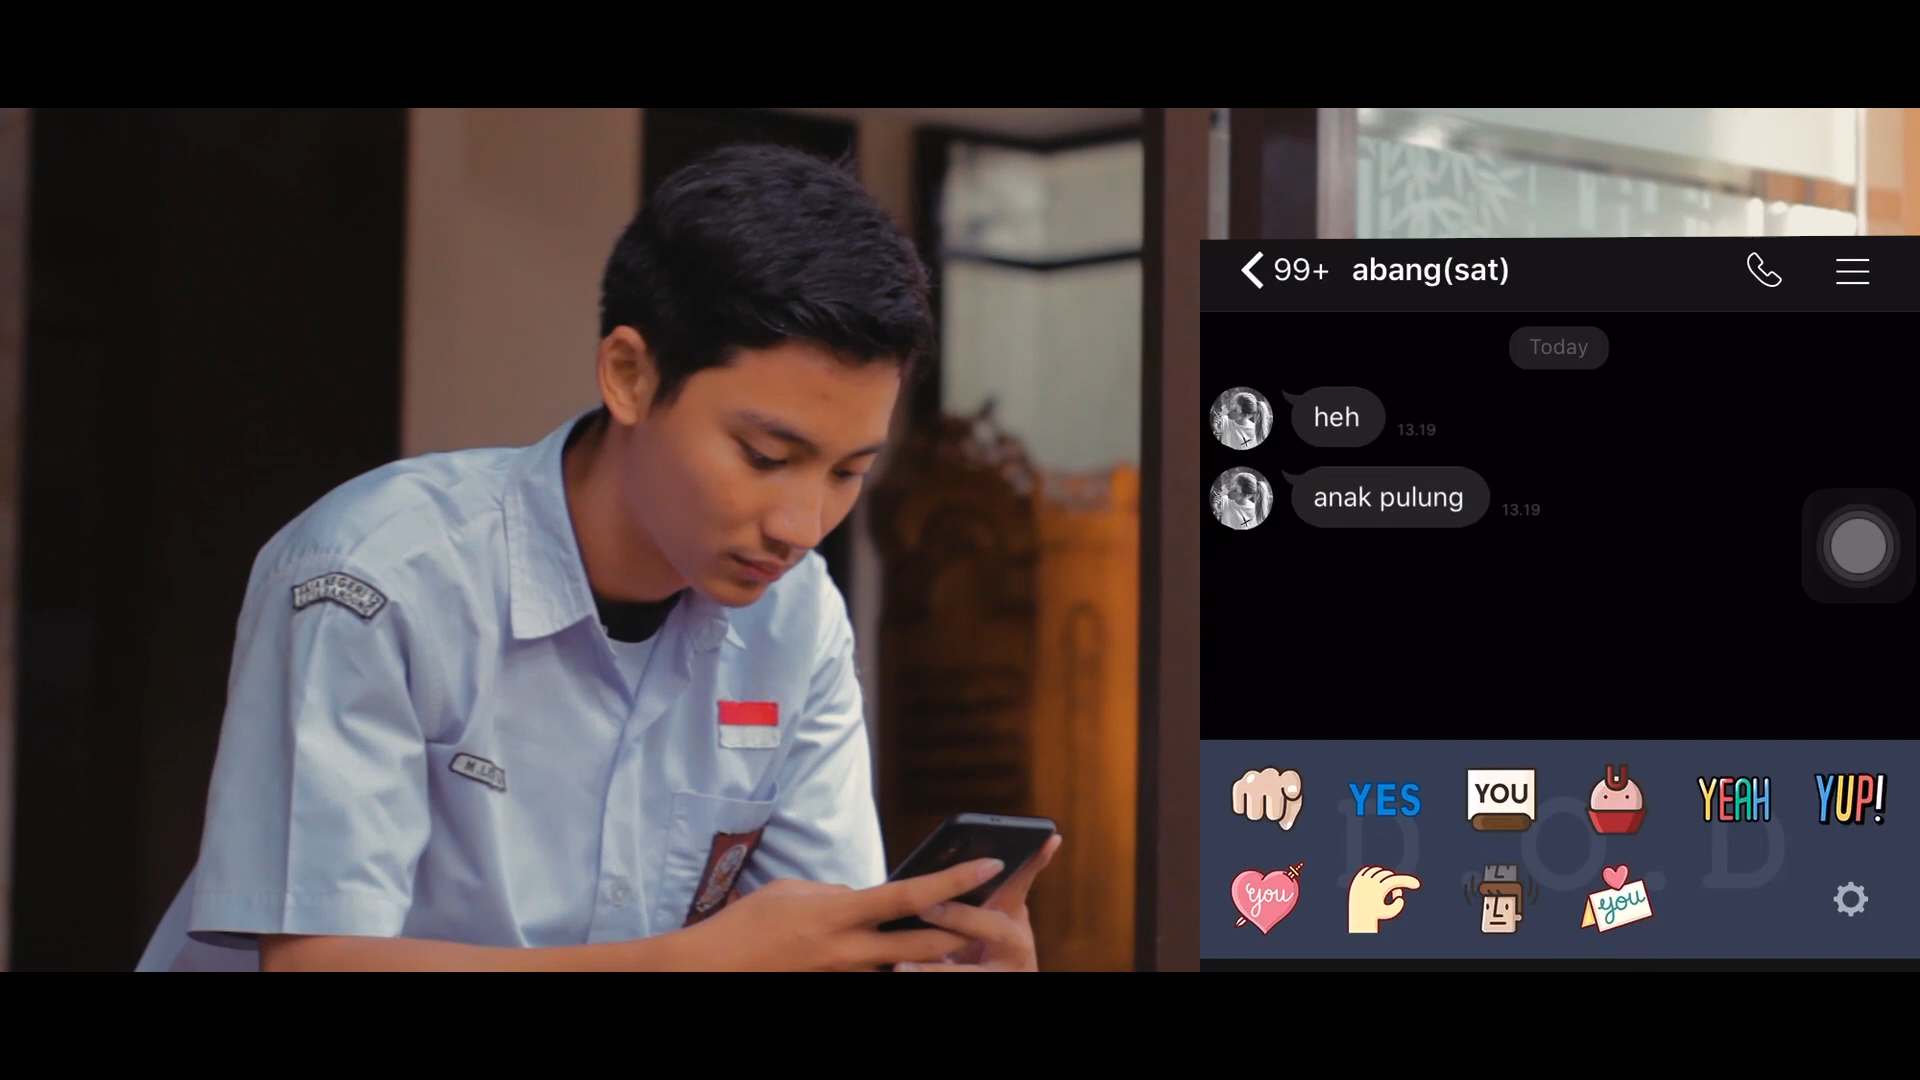 99+ abang(sat)
Today
heh 13.19
anak pulung 13.19
YES
YOU
YEAH
YUP!
you
you
D.O.D